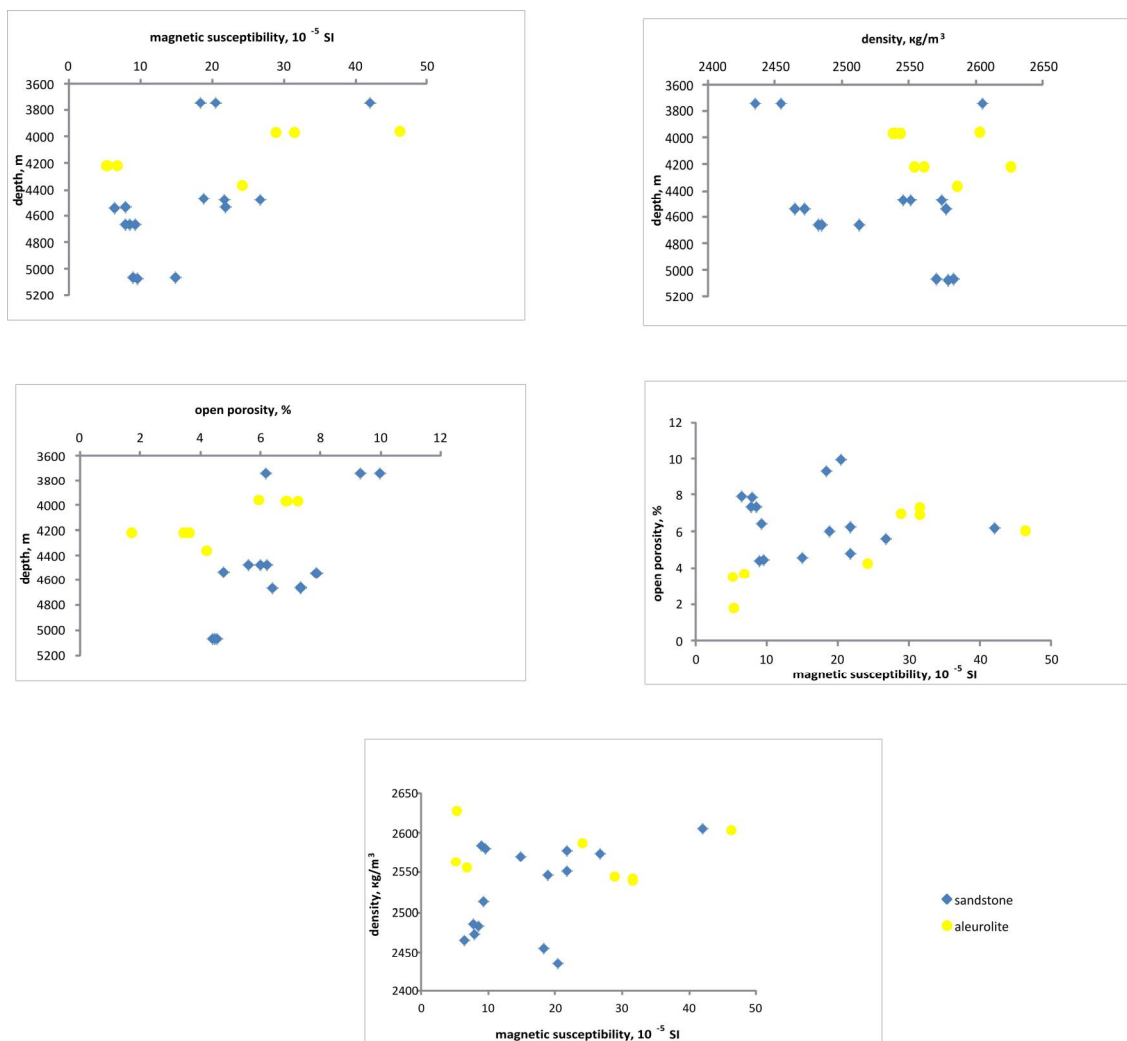 magnetic susceptibility, 10 -5 SI
0 10 20 30 40 50
3600
3800
4000
4200
4400
4600
4800
5000
5200
depth, m
density, кg/m3
2400 2450 2500 2550 2600 2650
3600
3800
4000
4200
4400
4600
4800
5000
5200
depth, m
open porosity, %
0 2 4 6 8 10 12
3600
3800
4000
4200
4400
4600
4800
5000
5200
depth, m
12
10
8
6
4
2
0
open porosity, %
0 10 20 30 40 50
magnetic susceptibility, 10 -5 SI
2650
2600
2550
2500
2450
2400
density, кg/m3
0 10 20 30 40 50
magnetic susceptibility, 10 -5 SI
sandstone
aleurolite